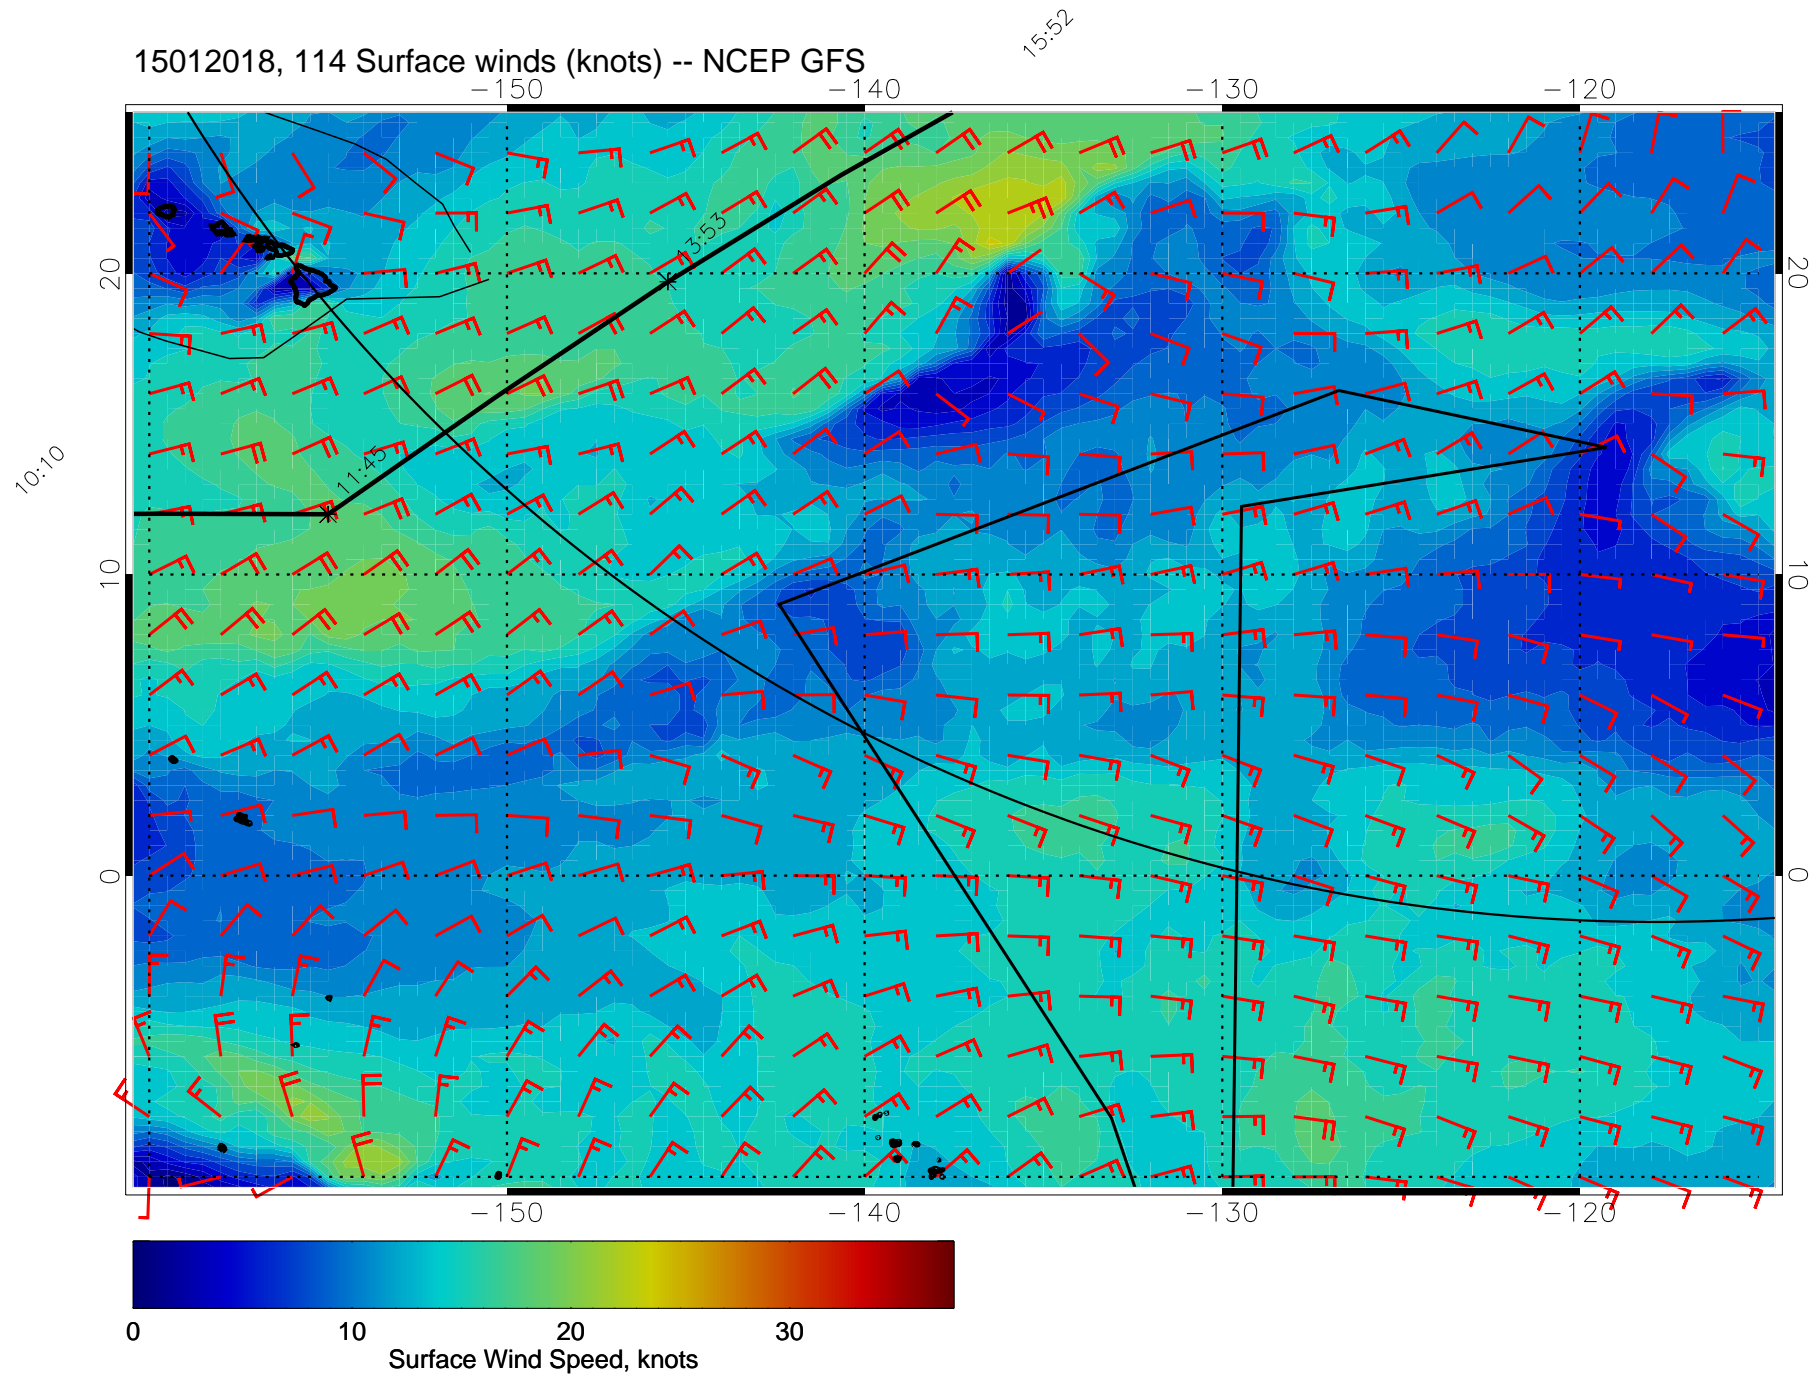 15:52
15012018, 114 Surface winds (knots) -- NCEP GFS
-150 -140 -130 -120
13:53
20 20
10:10
11:45
10 10
0 0
-150 -140 -130 -120
0 10 20 30
Surface Wind Speed, knots